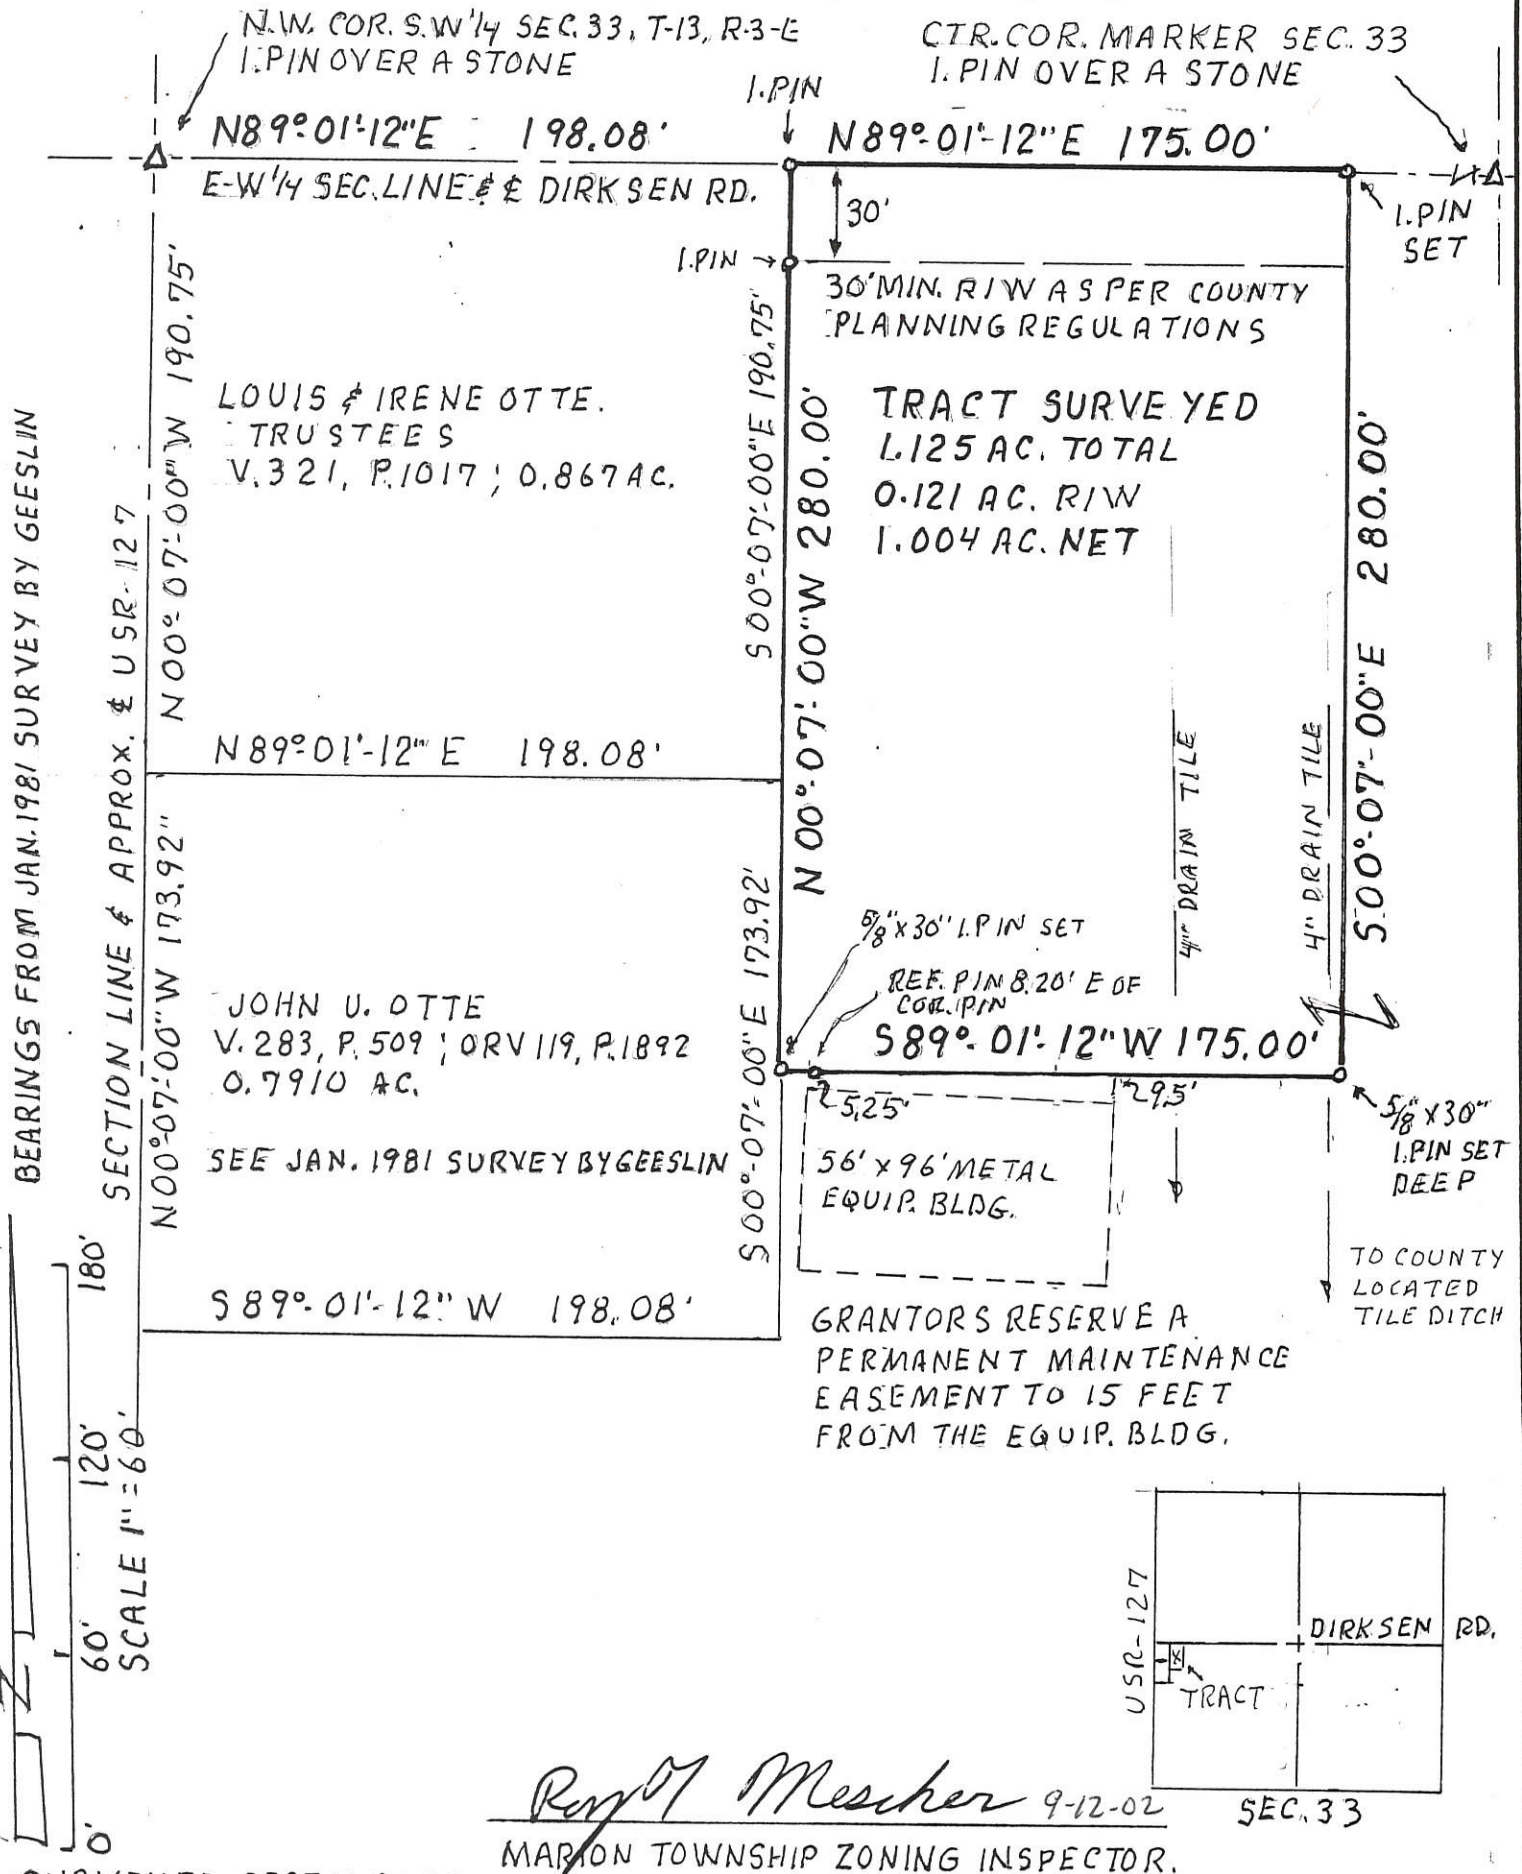 N.W. COR. S.W 1/4 SEC. 33, T-13, R-3-E
I.PIN OVER A STONE
CTR. COR. MARKER SEC. 33
I. PIN OVER A STONE
I.PIN
N89°-01'-12"E 198.08'
N89°-01'-12"E 175.00'
E-W 1/4 SEC. LINE & ℄ DIRKSEN RD.
30'
I.PIN
SET
I.PIN
30' MIN. R/W AS PER COUNTY
PLANNING REGULATIONS
N00°-07'-00"W 190.75'
S00°-07'-00"E 190.75"
LOUIS & IRENE OTTE.
TRUSTEES
V.321, P.1017 ; 0.867 AC.
TRACT SURVEYED
1.125 AC. TOTAL
0.121 AC. R/W
1.004 AC. NET
N00°-07'-00"W 280.00'
S00°-07'-00"E 280.00'
BEARINGS FROM JAN. 1981 SURVEY BY GEESLIN
SECTION LINE & APPROX. ℄ USR-127
N89°-01'-12"E 198.08'
4" DRAIN TILE
4" DRAIN TILE
N00°-07'-00"W 173.92"
S00°-07'-00"E 173.92'
5/8"x30" I.PIN SET
REF. PIN 8.20' E OF
COR. PIN
S89°-01'-12"W 175.00'
JOHN U. OTTE
V.283, P.509 ; ORV 119, P.1892
0.7910 AC.
SEE JAN. 1981 SURVEY BY GEESLIN
5.25'
29.5'
5/8"x30"
I.PIN SET
DEEP
56' x 96' METAL
EQUIP. BLDG.
TO COUNTY
LOCATED
TILE DITCH
S89°-01'-12"W 198.08'
GRANTORS RESERVE A
PERMANENT MAINTENANCE
EASEMENT TO 15 FEET
FROM THE EQUIP. BLDG.
0' 60' 120' 180'
SCALE 1"=60'
N
USR-127
DIRKSEN RD.
X
TRACT
SEC. 33
Mescher 9-12-02
MARION TOWNSHIP ZONING INSPECTOR.